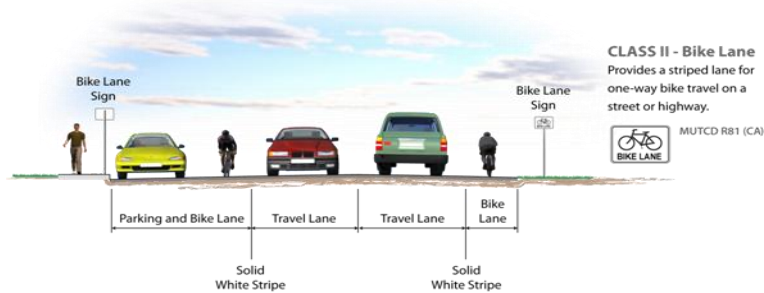 CLASS II - Bike Lane
Provides a striped lane for
one-way bike travel on a
street or highway.
MUTCD R81 (CA)
BIKE LANE
Bike Lane
Sign
Bike Lane
Sign
Parking and Bike Lane
Travel Lane
Travel Lane
Bike
Lane
Solid
White Stripe
Solid
White Stripe